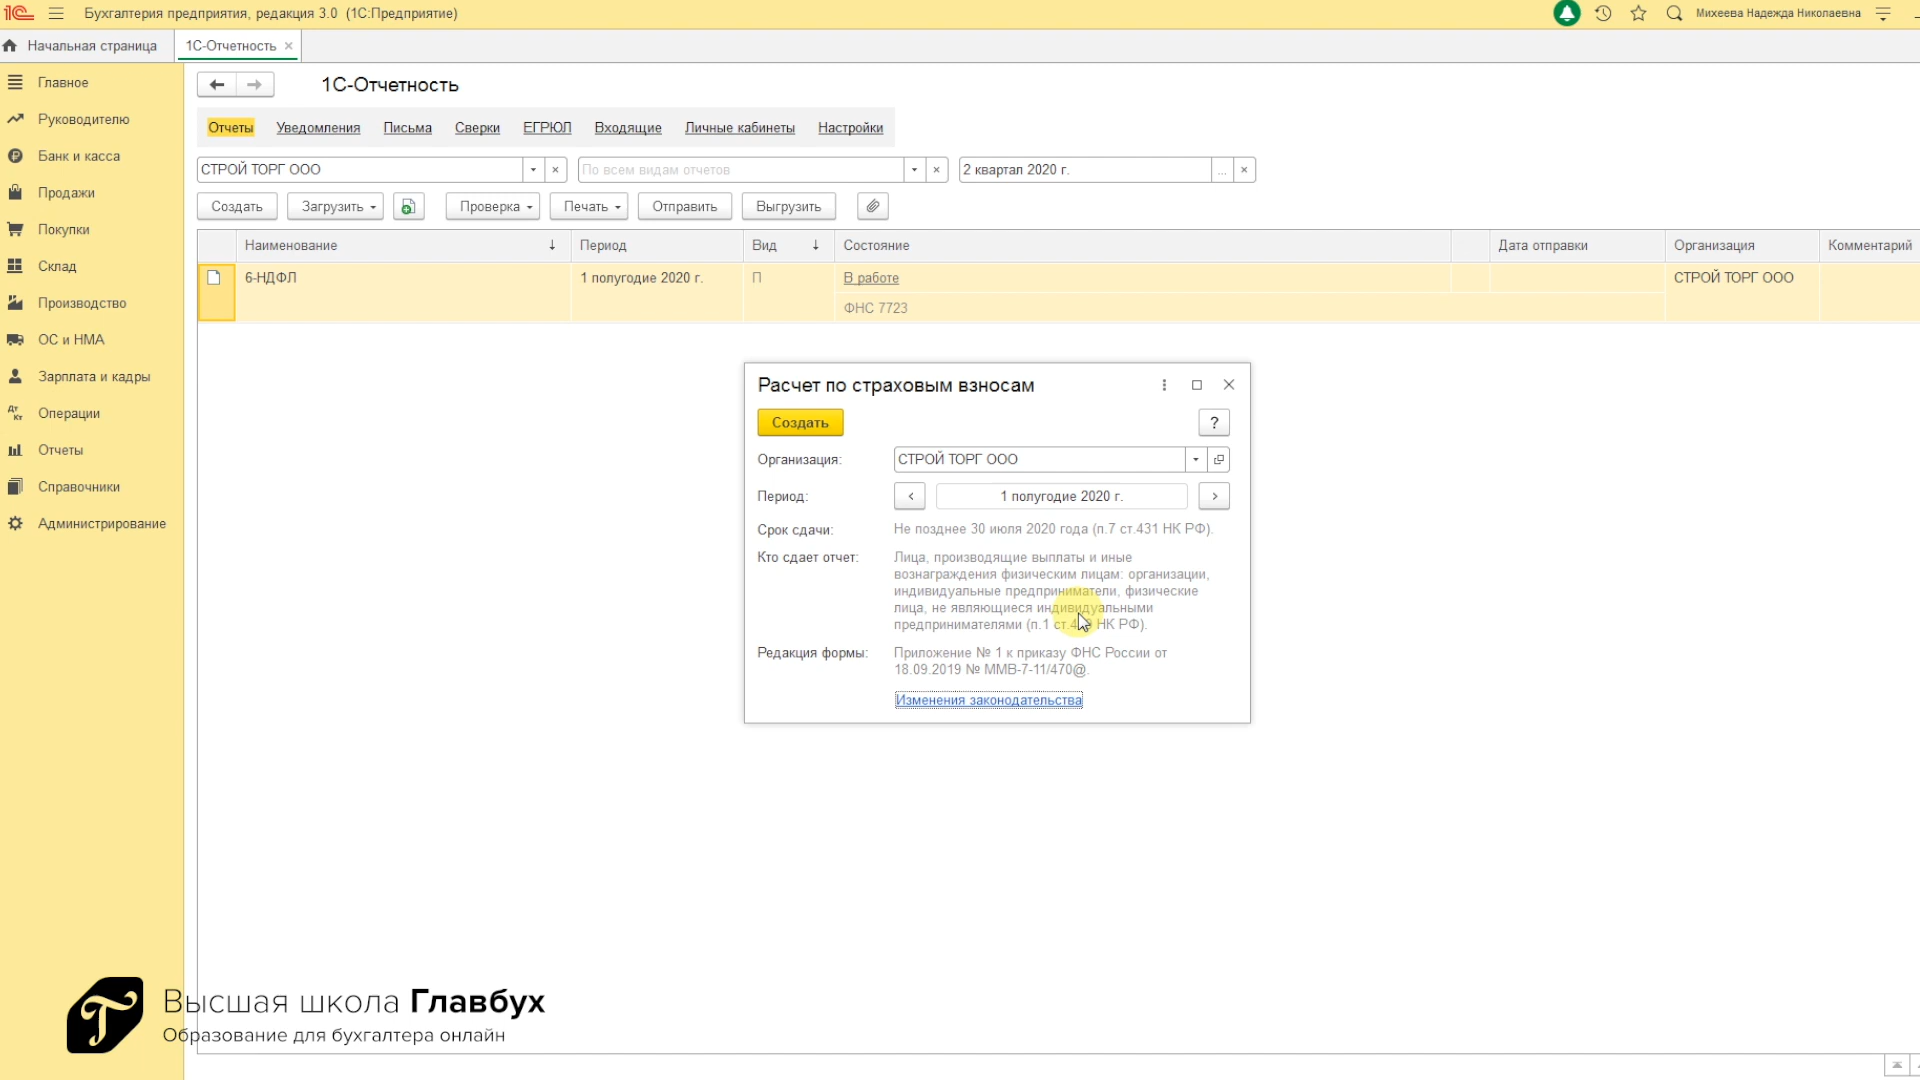 Бухгалтерия предприятия, редакция 3.0 (1С:Предприятие)
Михеева Надежда Николаевна
Начальная страница
1С-Отчетность
Главное
Руководителю
Банк и касса
Продажи
Покупки
Склад
Производство
ОС и НМА
Зарплата и кадры
Операции
Отчеты
Справочники
Администрирование
1С-Отчетность
Отчеты Уведомления Письма Сверки ЕГРЮЛ Входящие Личные кабинеты Настройки
СТРОЙ ТОРГ ООО
По всем видам отчетов
2 квартал 2020 г.
Создать Загрузить Проверка Печать Отправить Выгрузить
Наименование Период Вид Состояние Дата отправки Организация Комментарий
6-НДФЛ 1 полугодие 2020 г. П В работе СТРОЙ ТОРГ ООО
ФНС 7723
Расчет по страховым взносам
Создать ?
Организация: СТРОЙ ТОРГ ООО
Период: 1 полугодие 2020 г.
Срок сдачи: Не позднее 30 июля 2020 года (п.7 ст.431 НК РФ).
Кто сдает отчет: Лица, производящие выплаты и иные
вознаграждения физическим лицам: организации,
индивидуальные предприниматели, физические
лица, не являющиеся индивидуальными
предпринимателями (п.1 НК РФ).
Редакция формы: Приложение № 1 к приказу ФНС России от
18.09.2019 № ММВ-7-11/470@.
Изменения законодательства
Высшая школа Главбух
Образование для бухгалтера онлайн